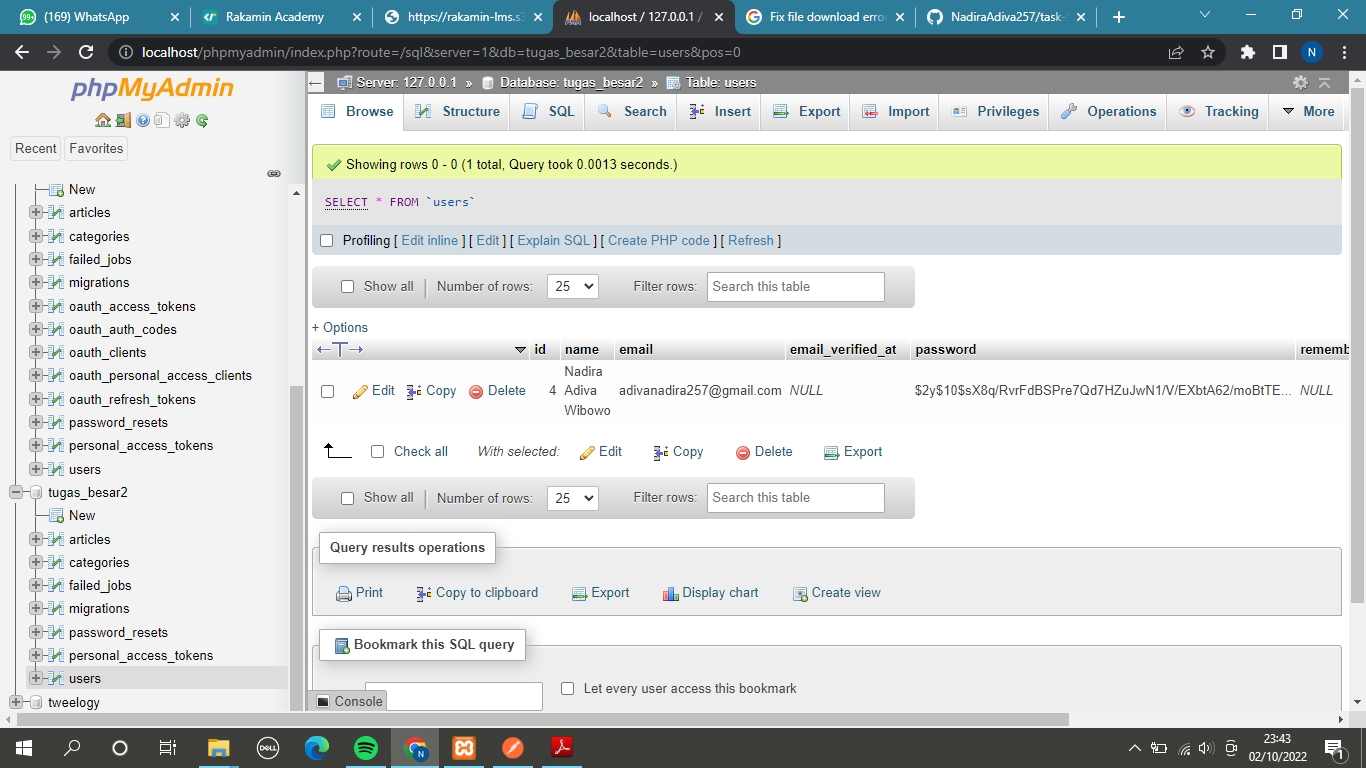 (169) WhatsApp
Rakamin Academy
https://rakamin-lms.s3
localhost / 127.0.0.1 /
Fix file download erro
NadiraAdiva257/task-
localhost/phpmyadmin/index.php?route=/sql&server=1&db=tugas_besar2&table=users&pos=0
N
phpMyAdmin
Recent
Favorites
New
articles
categories
failed_jobs
migrations
oauth_access_tokens
oauth_auth_codes
oauth_clients
oauth_personal_access_clients
oauth_refresh_tokens
password_resets
personal_access_tokens
users
tugas_besar2
New
articles
categories
failed_jobs
migrations
password_resets
personal_access_tokens
users
tweelogy
Server: 127.0.0.1 » Database: tugas_besar2 » Table: users
Browse Structure SQL Search Insert Export Import Privileges Operations Tracking More
Showing rows 0 - 0 (1 total, Query took 0.0013 seconds.)
SELECT * FROM `users`
Profiling [ Edit inline ] [ Edit ] [ Explain SQL ] [ Create PHP code ] [ Refresh ]
Show all Number of rows: 25 Filter rows: Search this table
+ Options
id name email email_verified_at password rememb
Edit Copy Delete 4 Nadira Adiva Wibowo adivanadira257@gmail.com NULL $2y$10$sX8q/RvrFdBSPre7Qd7HZuJwN1/V/EXbtA62/moBtTE... NULL
Check all With selected: Edit Copy Delete Export
Show all Number of rows: 25 Filter rows: Search this table
Query results operations
Print Copy to clipboard Export Display chart Create view
Bookmark this SQL query
Let every user access this bookmark
Console
DELL
N
23:43
02/10/2022
1